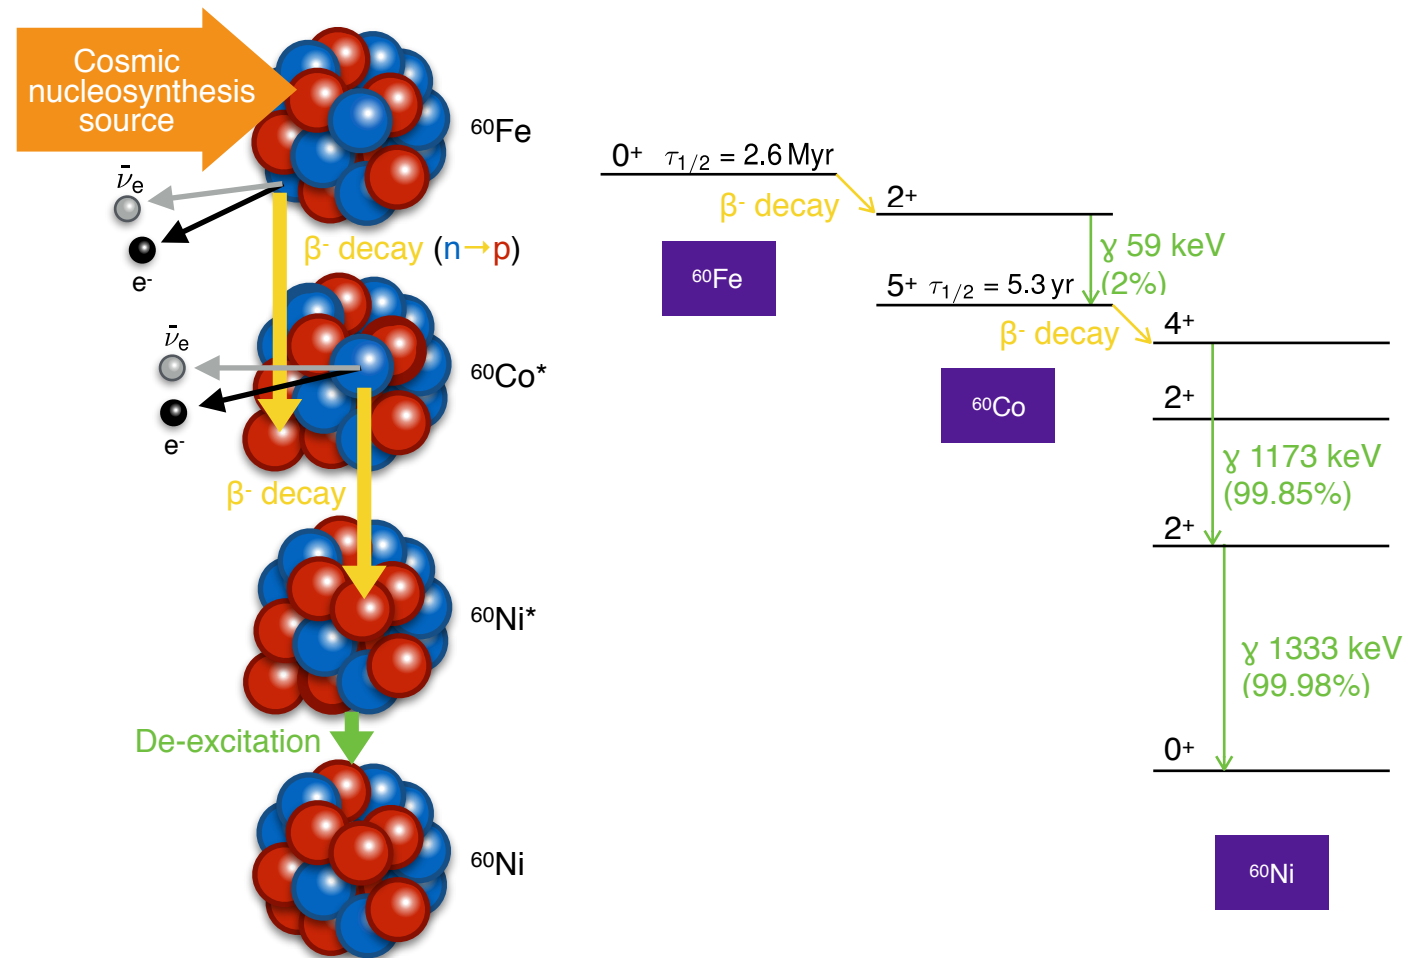 Cosmic
nucleosynthesis
source
⁶⁰Fe
ν̄ₑ
e⁻
β⁻ decay (n→p)
ν̄ₑ
e⁻
⁶⁰Co*
β⁻ decay
⁶⁰Ni*
De-excitation
⁶⁰Ni
0⁺ τ₁/₂ = 2.6 Myr
β⁻ decay
2⁺
⁶⁰Fe
γ 59 keV
(2%)
5⁺ τ₁/₂ = 5.3 yr
β⁻ decay
4⁺
⁶⁰Co
2⁺
γ 1173 keV
(99.85%)
2⁺
γ 1333 keV
(99.98%)
0⁺
⁶⁰Ni